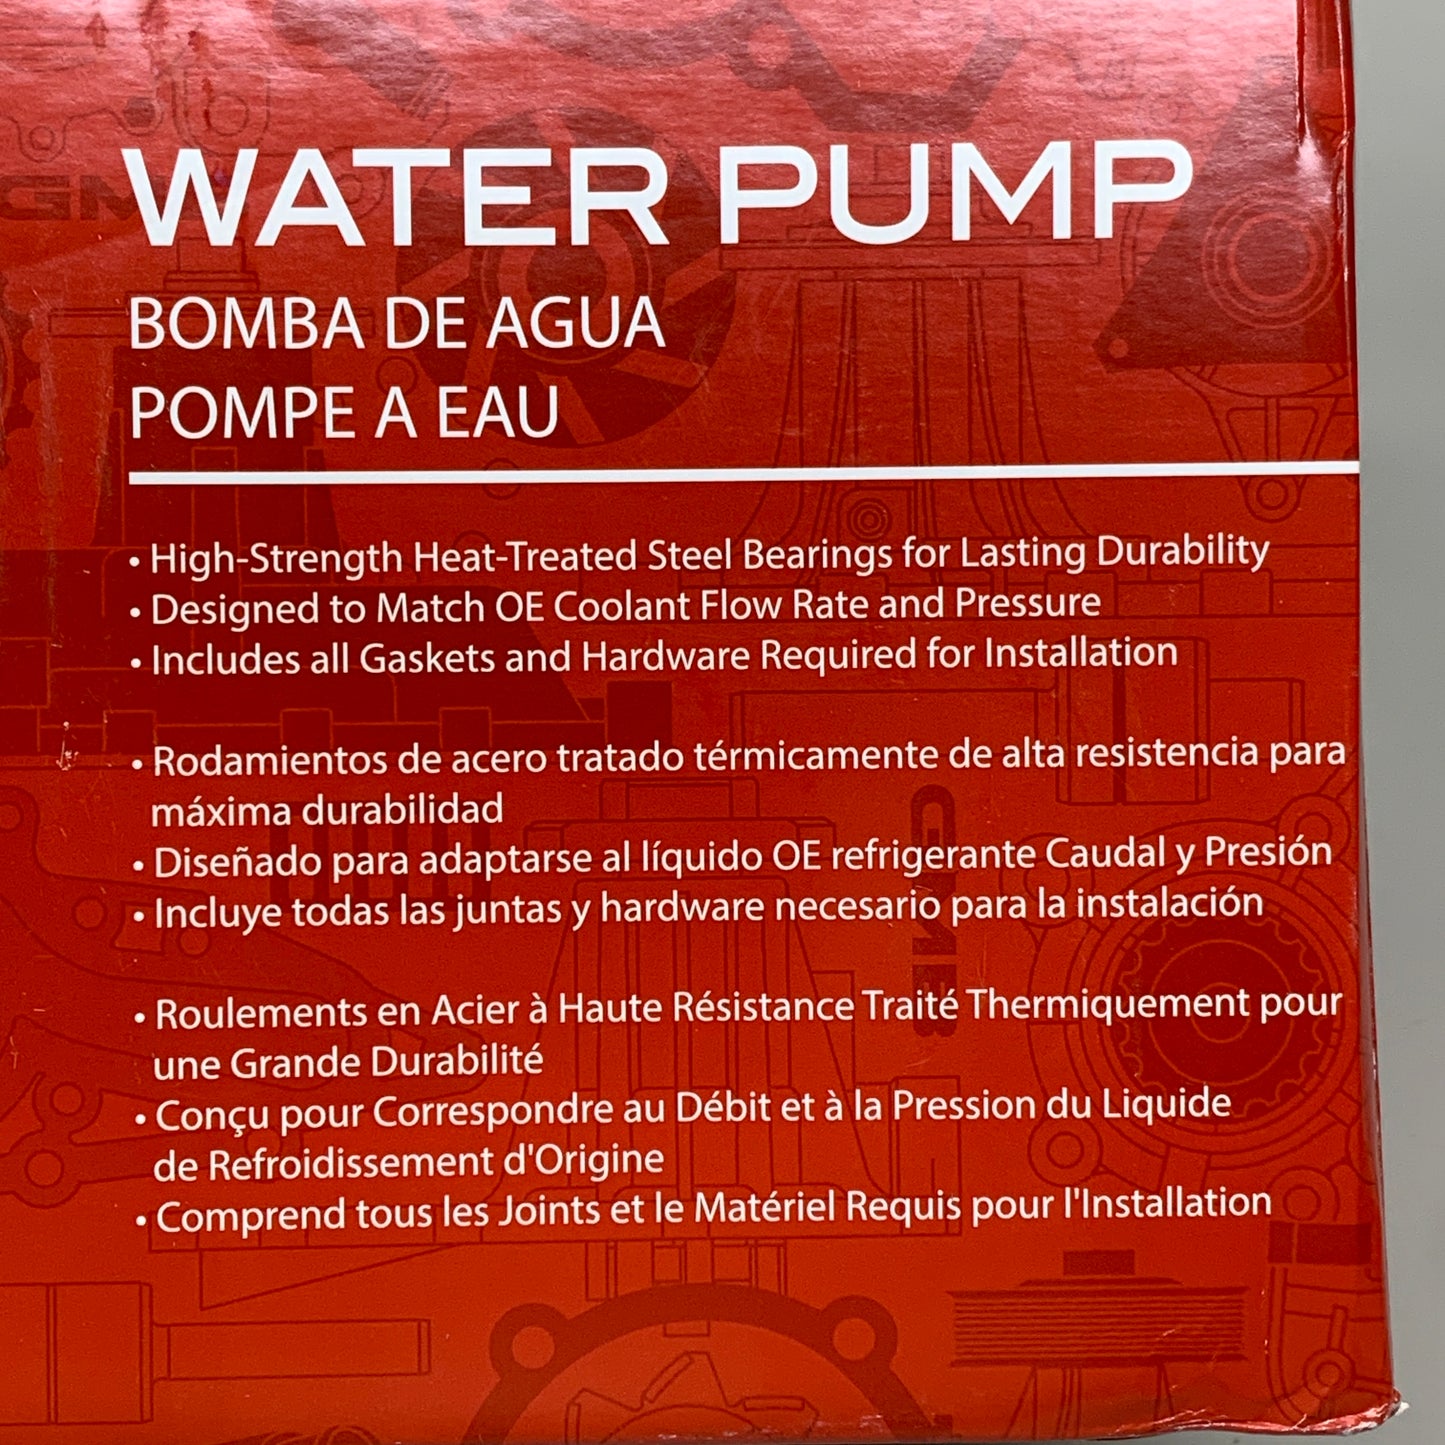 WATER PUMP
BOMBA DE AGUA
POMPE A EAU
• High-Strength Heat-Treated Steel Bearings for Lasting Durability
• Designed to Match OE Coolant Flow Rate and Pressure
• Includes all Gaskets and Hardware Required for Installation
• Rodamientos de acero tratado térmicamente de alta resistencia para
máxima durabilidad
• Diseñado para adaptarse al líquido OE refrigerante Caudal y Presión
• Incluye todas las juntas y hardware necesario para la instalación
• Roulements en Acier à Haute Résistance Traité Thermiquement pour
une Grande Durabilité
• Conçu pour Correspondre au Débit et à la Pression du Liquide
de Refroidissement d'Origine
• Comprend tous les Joints et le Matériel Requis pour l'Installation
GMB